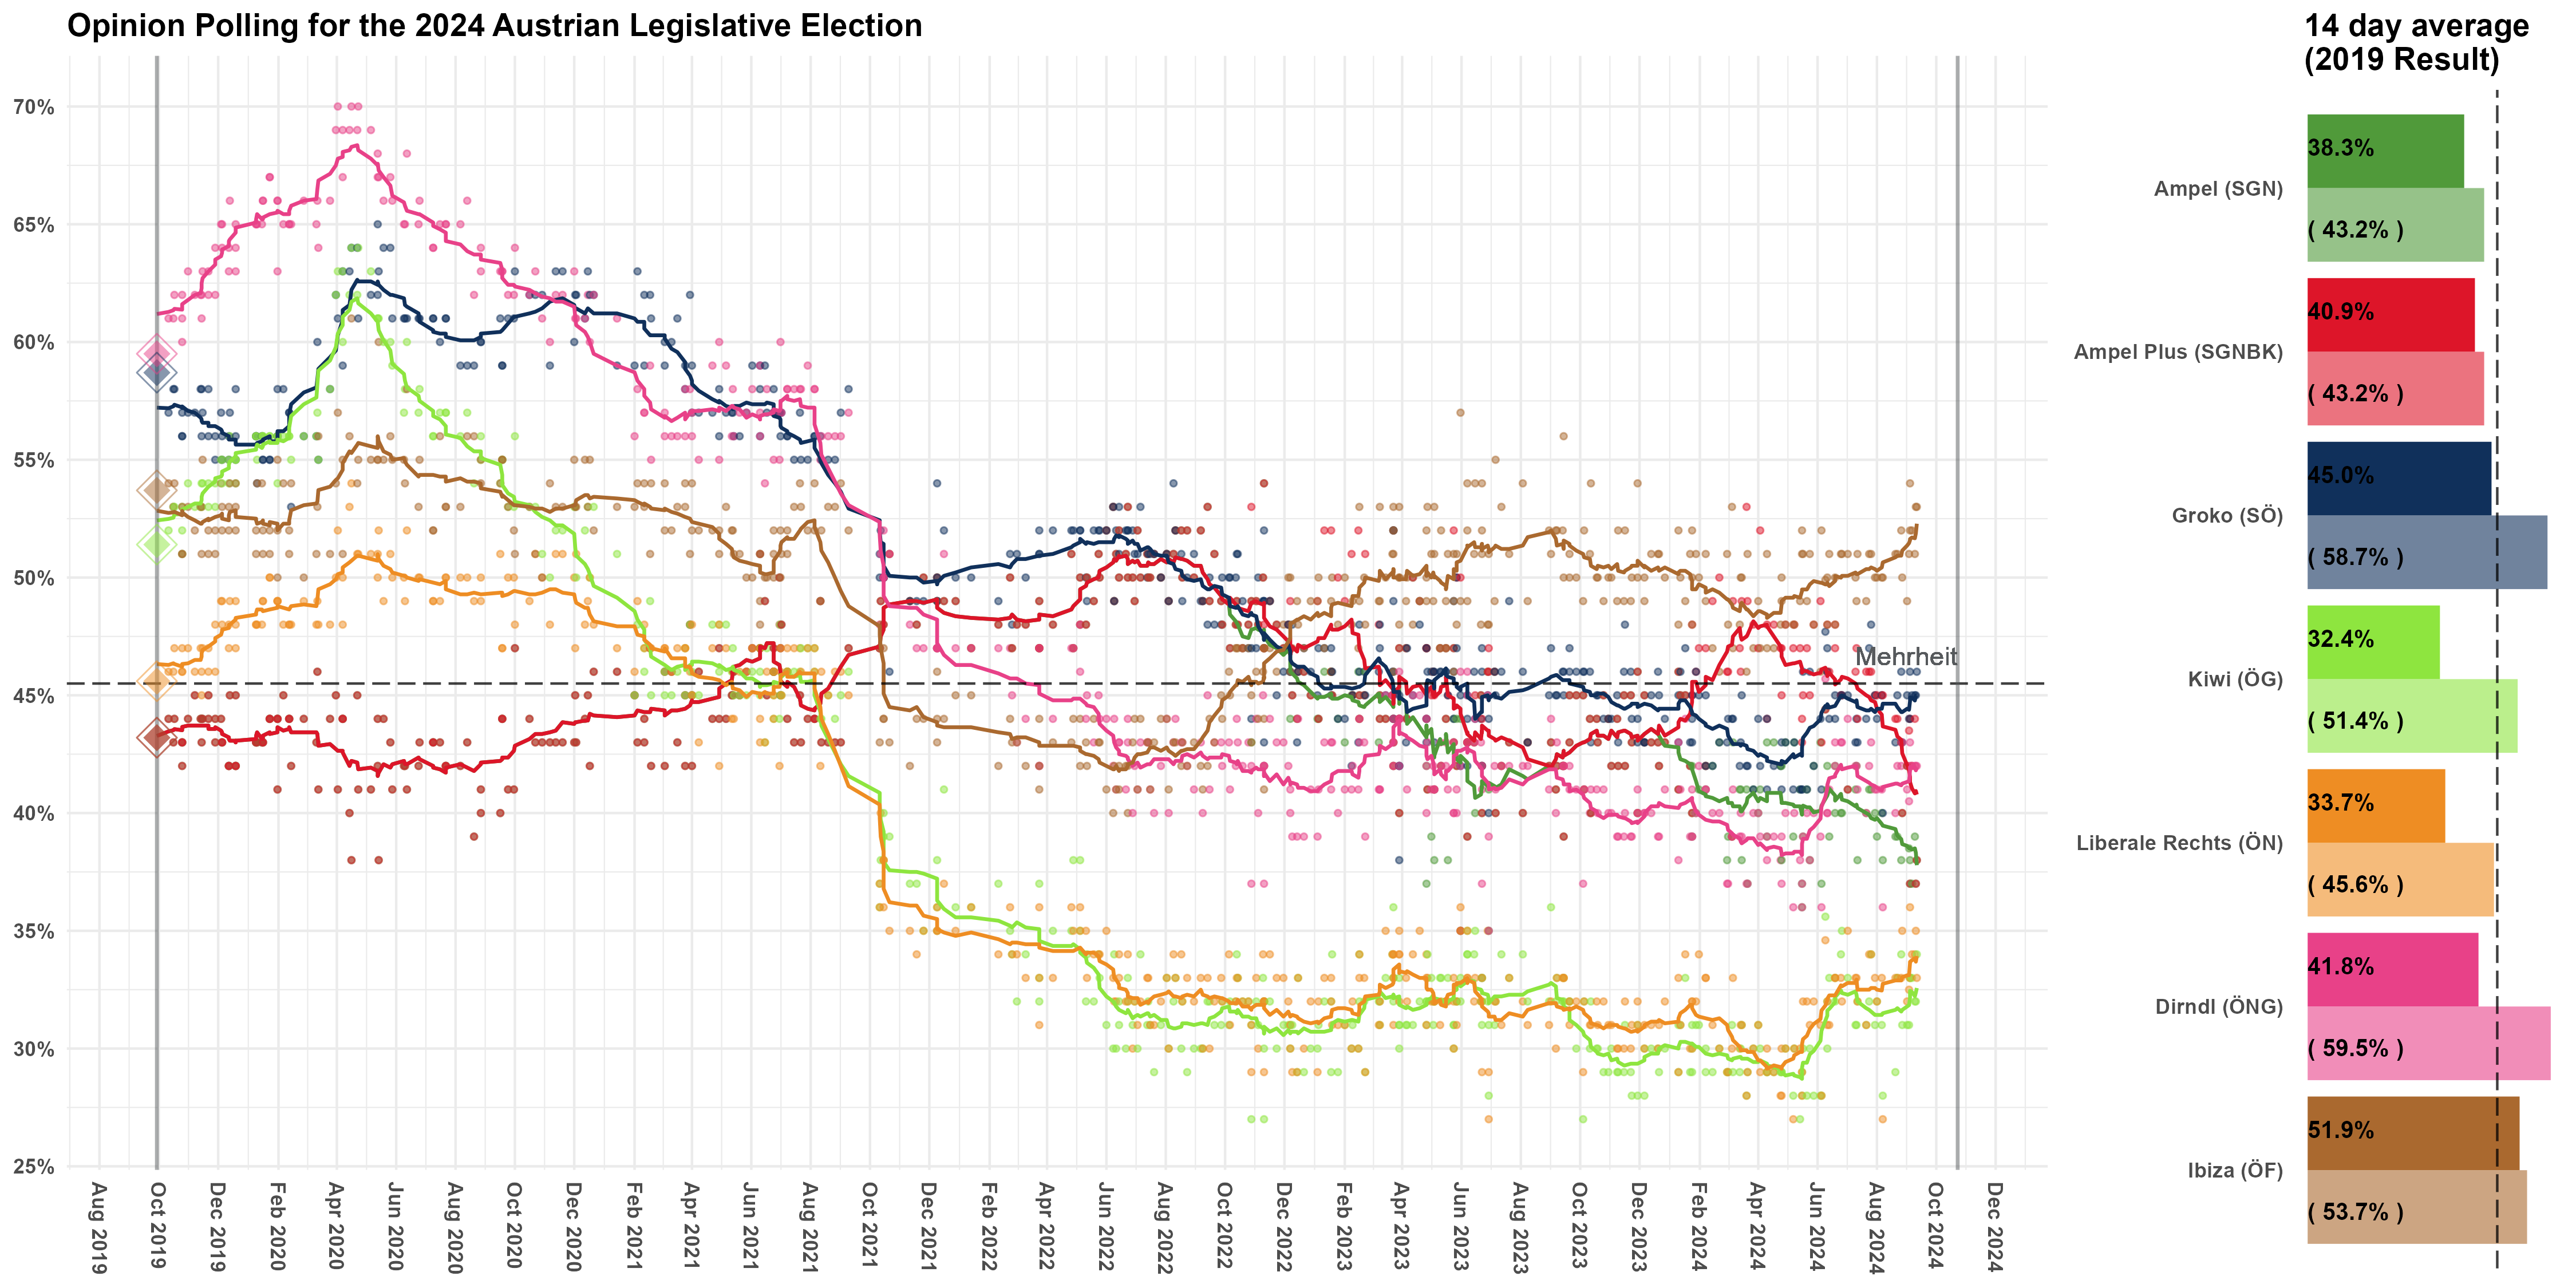 Opinion Polling for the 2024 Austrian Legislative Election
14 day average
(2019 Result)
70%
65%
60%
55%
50%
45%
40%
35%
30%
25%
Mehrheit
Aug 2019
Oct 2019
Dec 2019
Feb 2020
Apr 2020
Jun 2020
Aug 2020
Oct 2020
Dec 2020
Feb 2021
Apr 2021
Jun 2021
Aug 2021
Oct 2021
Dec 2021
Feb 2022
Apr 2022
Jun 2022
Aug 2022
Oct 2022
Dec 2022
Feb 2023
Apr 2023
Jun 2023
Aug 2023
Oct 2023
Dec 2023
Feb 2024
Apr 2024
Jun 2024
Aug 2024
Oct 2024
Dec 2024
Ampel (SGN)
38.3%
( 43.2% )
Ampel Plus (SGNBK)
40.9%
( 43.2% )
Groko (SÖ)
45.0%
( 58.7% )
Kiwi (ÖG)
32.4%
( 51.4% )
Liberale Rechts (ÖN)
33.7%
( 45.6% )
Dirndl (ÖNG)
41.8%
( 59.5% )
Ibiza (ÖF)
51.9%
( 53.7% )